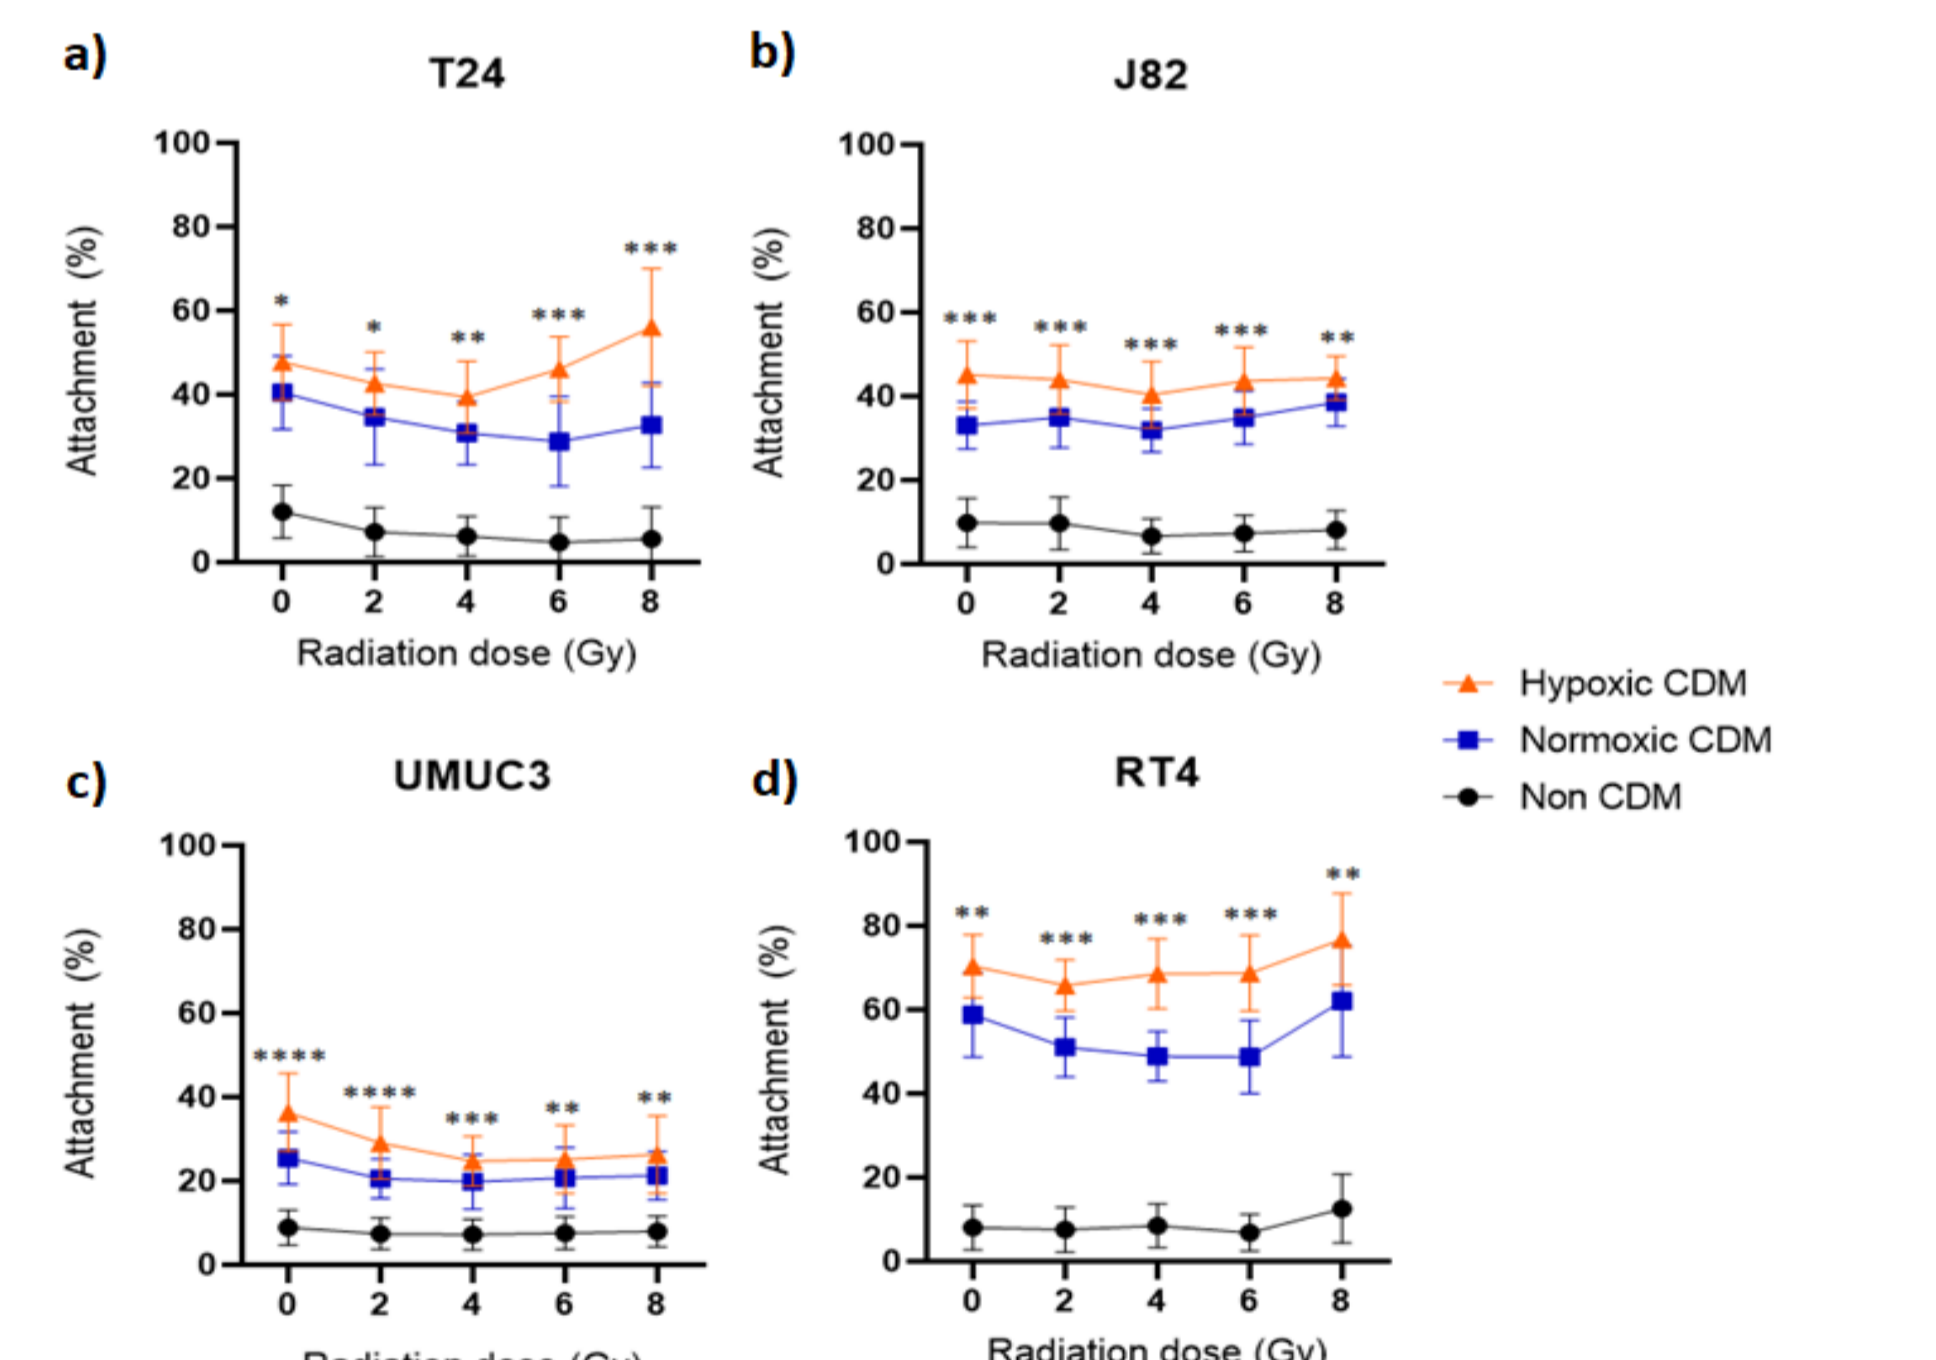 a)
T24
100
80
60
40
20
0
Attachment (%)
*
*
**
***
***
0 2 4 6 8
Radiation dose (Gy)
b)
J82
100
80
60
40
20
0
Attachment (%)
***
***
***
***
**
0 2 4 6 8
Radiation dose (Gy)
Hypoxic CDM
Normoxic CDM
Non CDM
c)
UMUC3
100
80
60
40
20
0
Attachment (%)
****
****
***
**
**
0 2 4 6 8
Radiation dose (Gy)
d)
RT4
100
80
60
40
20
0
Attachment (%)
**
***
***
***
**
0 2 4 6 8
Radiation dose (Gy)